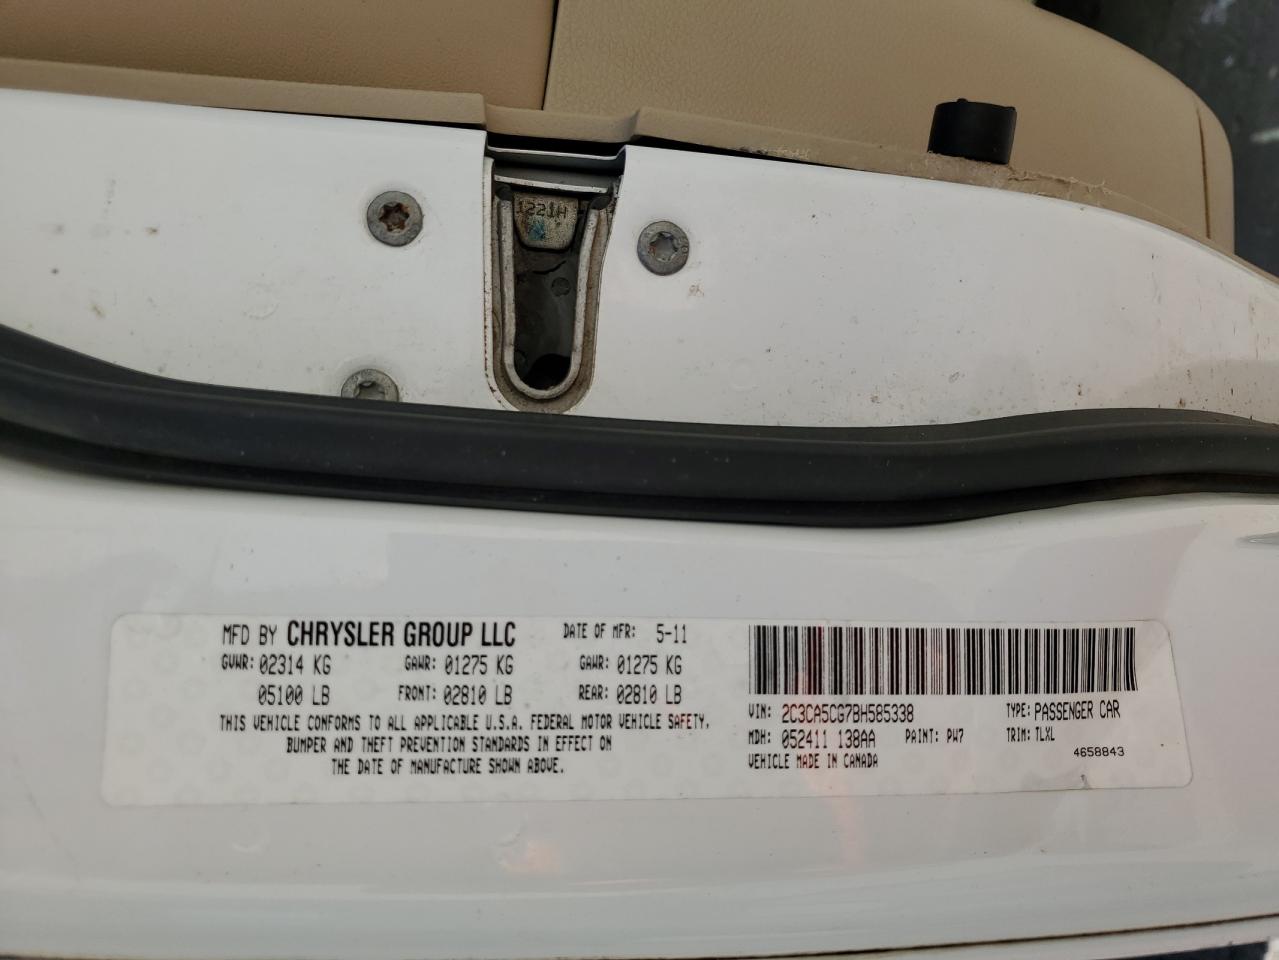 1221H
MFD BY CHRYSLER GROUP LLC DATE OF MFR: 5-11
GVWR: 02314 KG GAWR: 01275 KG GAWR: 01275 KG
05100 LB FRONT: 02810 LB REAR: 02810 LB
THIS VEHICLE CONFORMS TO ALL APPLICABLE U.S.A. FEDERAL MOTOR VEHICLE SAFETY,
BUMPER AND THEFT PREVENTION STANDARDS IN EFFECT ON
THE DATE OF MANUFACTURE SHOWN ABOVE.
VIN: 2C3CA5CG7BH585338 TYPE: PASSENGER CAR
MDH: 052411 138AA PAINT: PW7 TRIM: TLXL
VEHICLE MADE IN CANADA 4658843